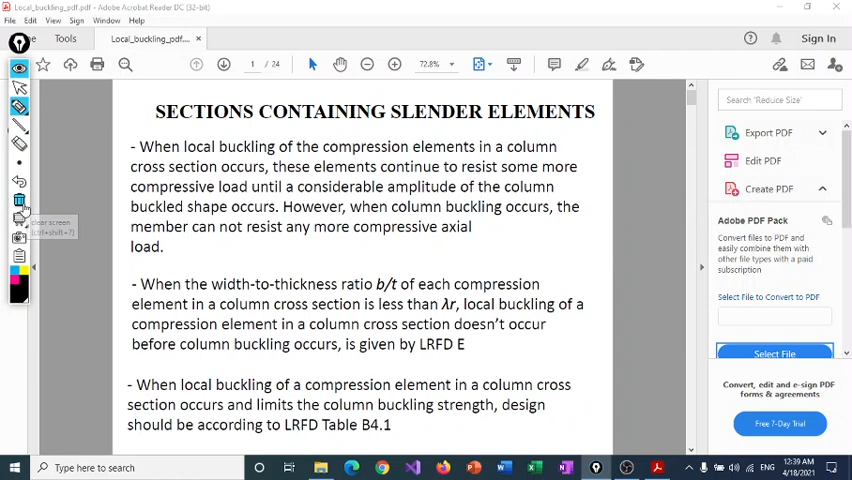 Local_buckling_pdf.pdf - Adobe Acrobat Reader DC (32-bit)
File Edit View Sign Window Help
Tools
Local_buckling_pdf.... ×
Sign In
1 / 24
72.8%
SECTIONS CONTAINING SLENDER ELEMENTS
- When local buckling of the compression elements in a column
cross section occurs, these elements continue to resist some more
compressive load until a considerable amplitude of the column
buckled shape occurs. However, when column buckling occurs, the
member can not resist any more compressive axial
load.
- When the width-to-thickness ratio b/t of each compression
element in a column cross section is less than λr, local buckling of a
compression element in a column cross section doesn't occur
before column buckling occurs, is given by LRFD E
- When local buckling of a compression element in a column cross
section occurs and limits the column buckling strength, design
should be according to LRFD Table B4.1
clear screen
(ctrl+shift+7)
Search 'Reduce Size'
Export PDF
Edit PDF
Create PDF
Adobe PDF Pack
Convert files to PDF and
easily combine them with
other file types with a paid
subscription
Select File to Convert to PDF
Select File
Convert, edit and e-sign PDF
forms & agreements
Free 7-Day Trial
Type here to search
ENG
12:39 AM
4/18/2021